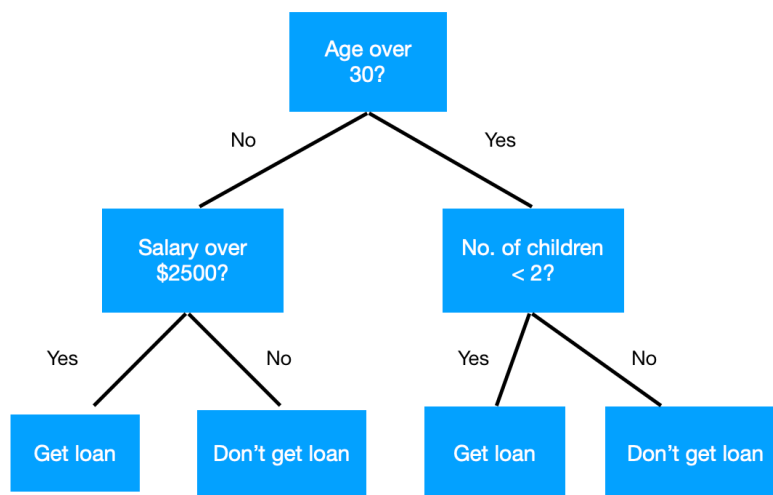 Age over
30?
No
Yes
Salary over
$2500?
No. of children
< 2?
Yes
No
Yes
No
Get loan
Don’t get loan
Get loan
Don’t get loan